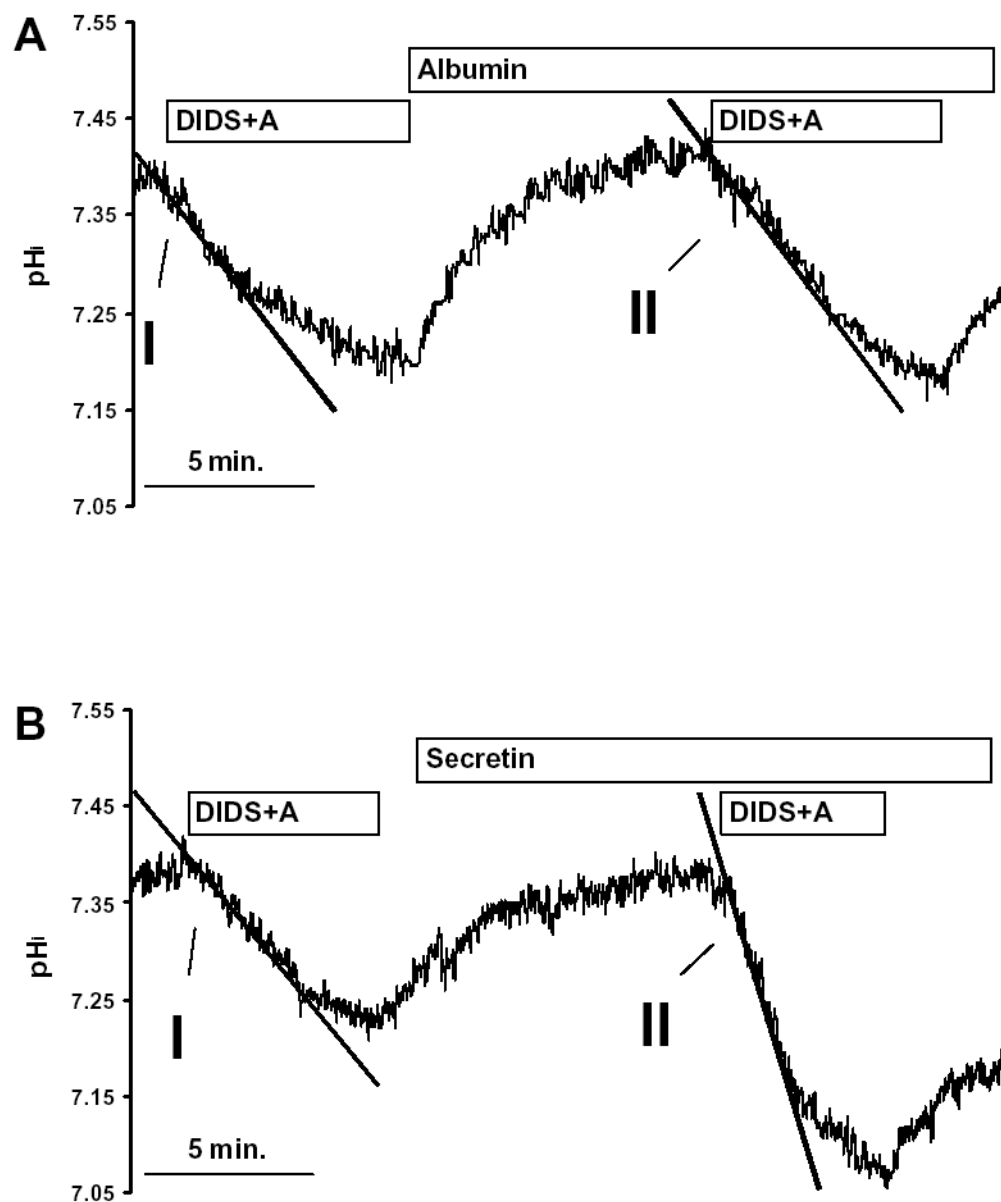 A
7.55
Albumin
7.45
DIDS+A
DIDS+A
7.35
pHi
7.25
I
II
7.15
5 min.
7.05
B
7.55
Secretin
7.45
DIDS+A
DIDS+A
7.35
pHi
7.25
I
II
7.15
5 min.
7.05